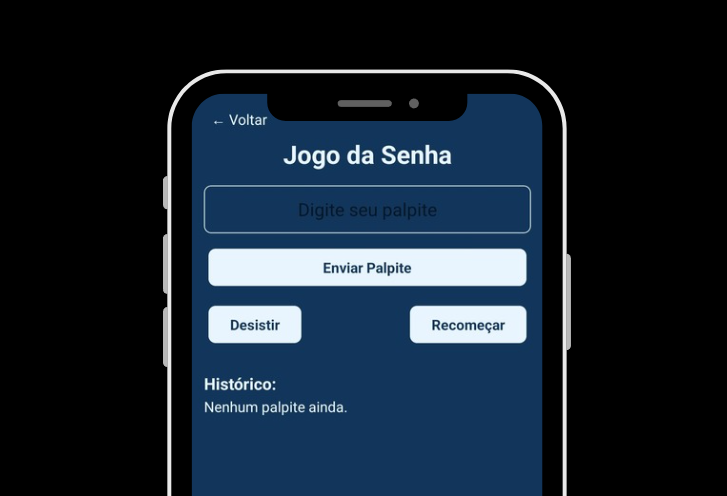 ← Voltar
Jogo da Senha
Digite seu palpite
Enviar Palpite
Desistir
Recomeçar
Histórico:
Nenhum palpite ainda.